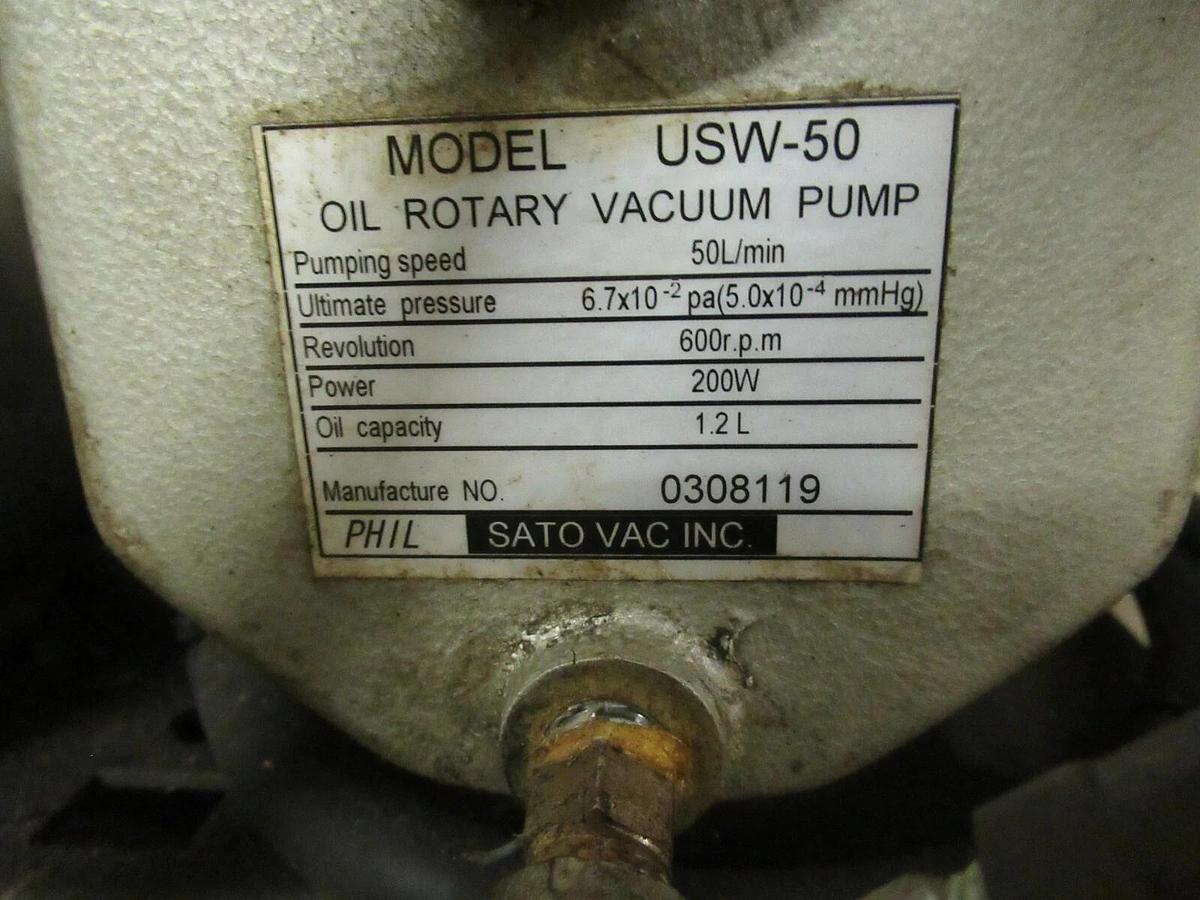 MODEL USW-50
OIL ROTARY VACUUM PUMP
Pumping speed 50L/min
Ultimate pressure 6.7x10⁻² pa(5.0x10⁻⁴ mmHg)
Revolution 600r.p.m
Power 200W
Oil capacity 1.2 L
Manufacture NO. 0308119
PHIL SATO VAC INC.